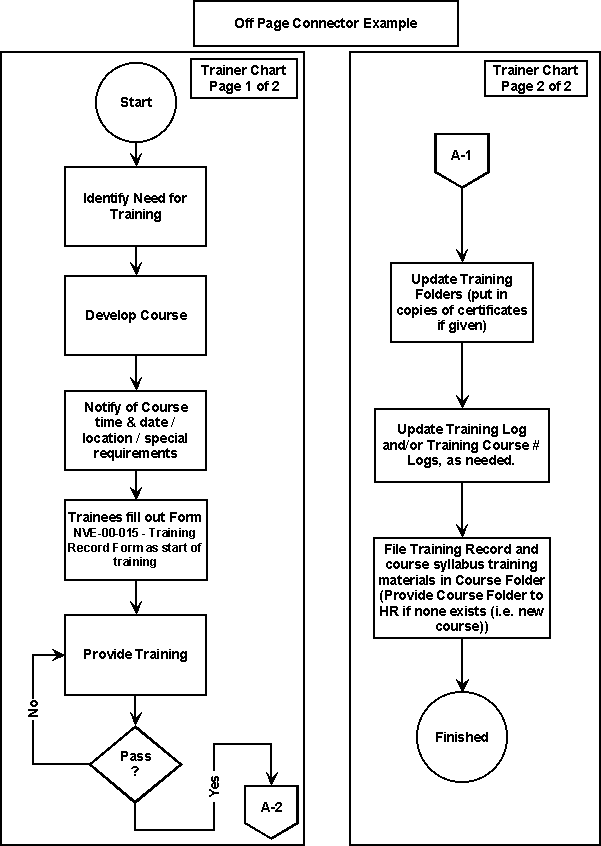 Off Page Connector Example
Trainer Chart
Page 1 of 2
Start
Identify Need for
Training
Develop Course
Notify of Course
time & date /
location / special
requirements
Trainees fill out Form
NVE-00-015 - Training
Record Form as start of
training
Provide Training
No
Pass
?
Yes
A-2
Trainer Chart
Page 2 of 2
A-1
Update Training
Folders (put in
copies of certificates
if given)
Update Training Log
and/or Training Course #
Logs, as needed.
File Training Record and
course syllabus training
materials in Course Folder
(Provide Course Folder to
HR if none exists (i.e. new
course))
Finished